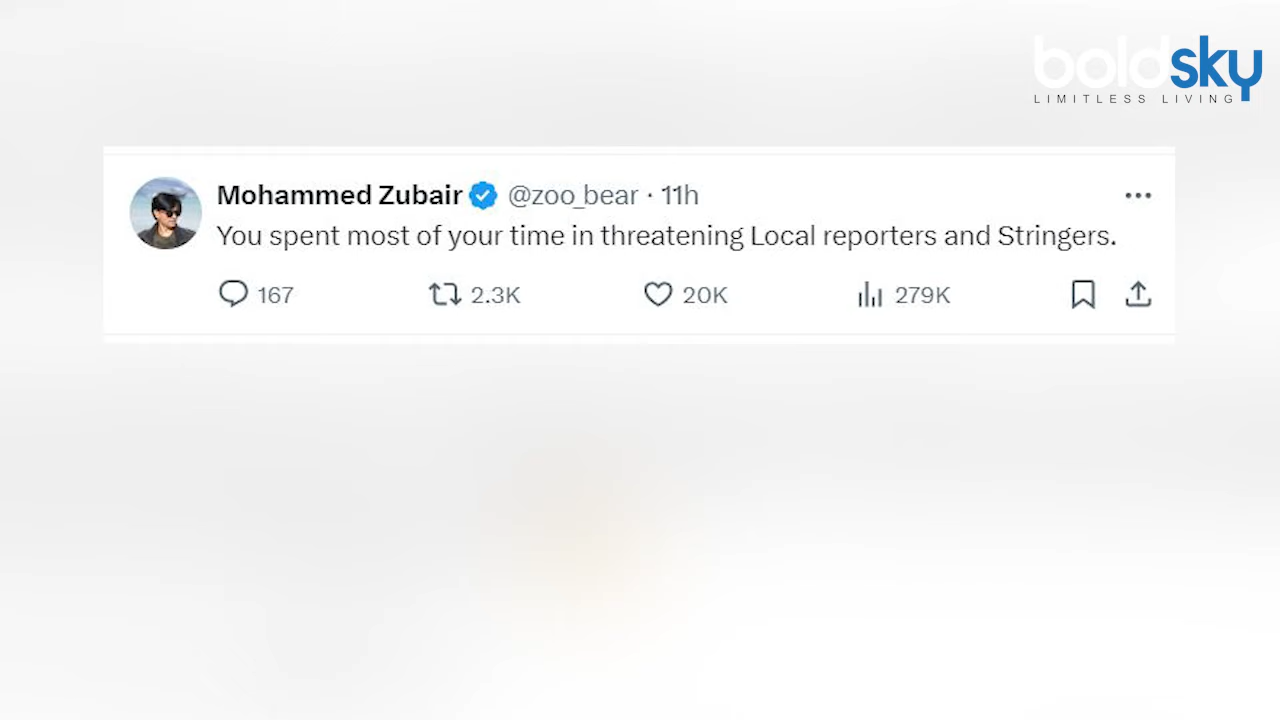 boldsky
LIMITLESS LIVING
Mohammed Zubair @zoo_bear · 11h
You spent most of your time in threatening Local reporters and Stringers.
167 2.3K 20K 279K